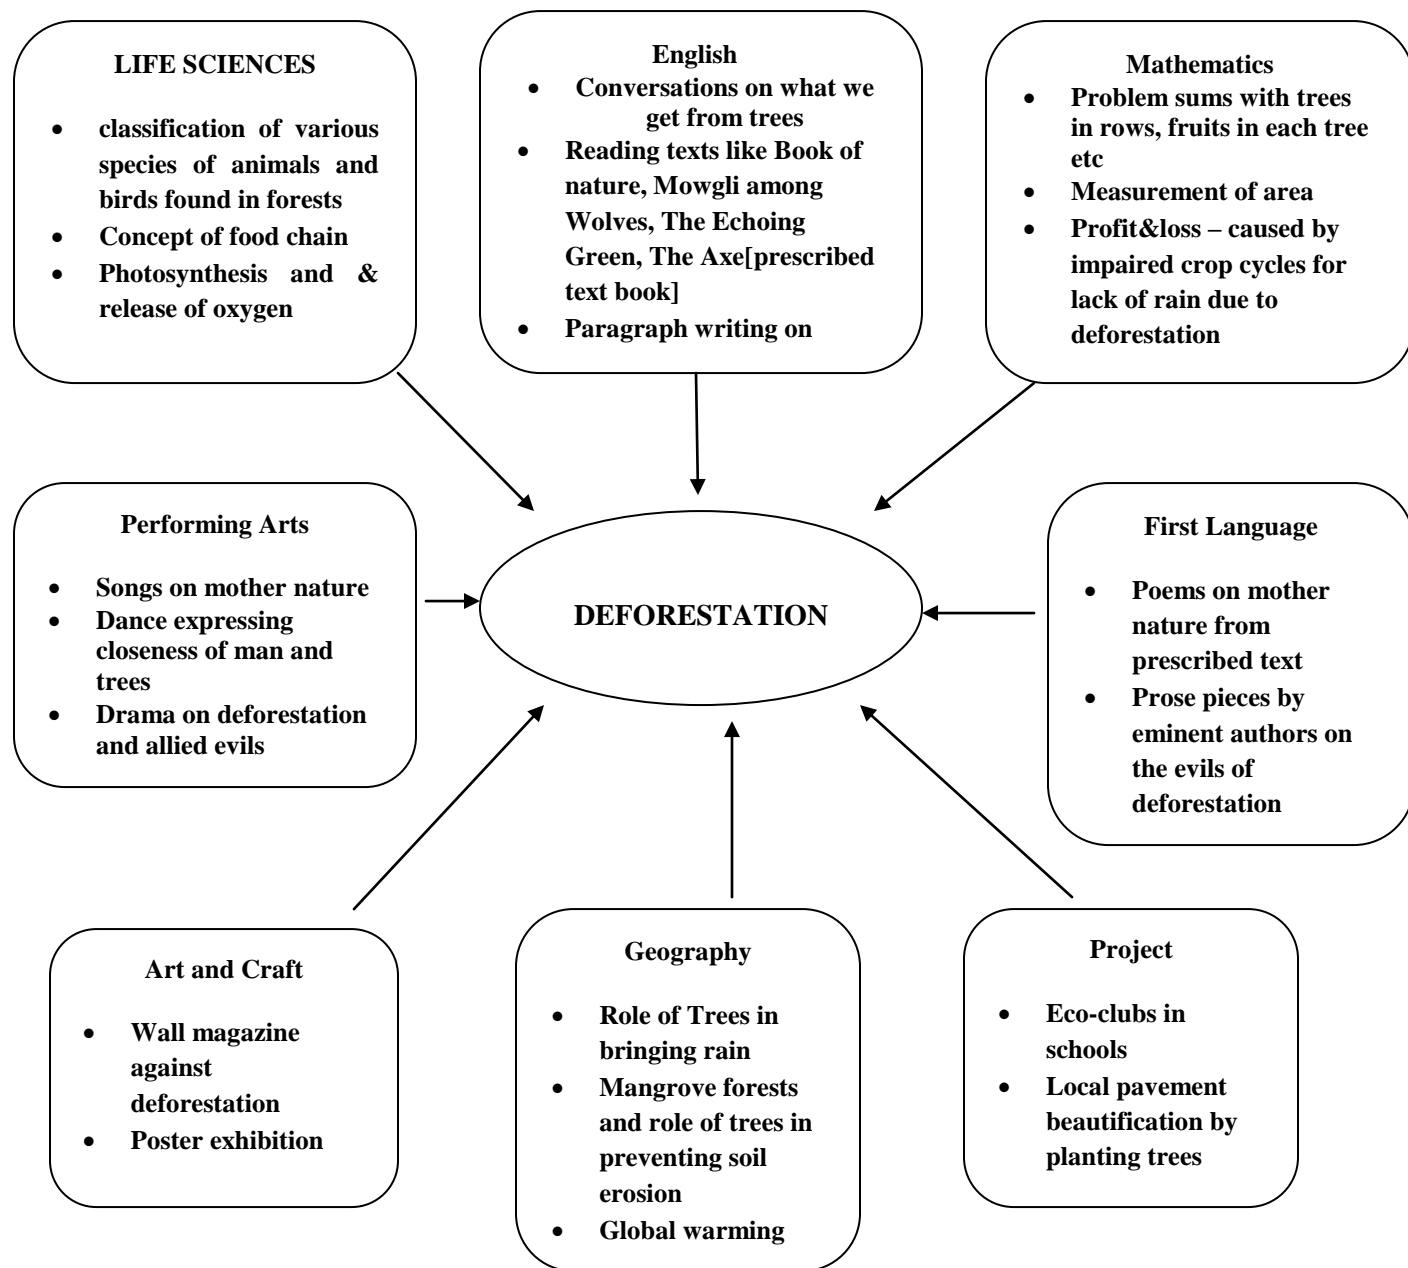 LIFE SCIENCES
• classification of various
species of animals and
birds found in forests
• Concept of food chain
• Photosynthesis and &
release of oxygen
English
• Conversations on what we
get from trees
• Reading texts like Book of
nature, Mowgli among
Wolves, The Echoing
Green, The Axe[prescribed
text book]
• Paragraph writing on
Mathematics
• Problem sums with trees
in rows, fruits in each tree
etc
• Measurement of area
• Profit&loss – caused by
impaired crop cycles for
lack of rain due to
deforestation
Performing Arts
• Songs on mother nature
• Dance expressing
closeness of man and
trees
• Drama on deforestation
and allied evils
DEFORESTATION
First Language
• Poems on mother
nature from
prescribed text
• Prose pieces by
eminent authors on
the evils of
deforestation
Art and Craft
• Wall magazine
against
deforestation
• Poster exhibition
Geography
• Role of Trees in
bringing rain
• Mangrove forests
and role of trees in
preventing soil
erosion
• Global warming
Project
• Eco-clubs in
schools
• Local pavement
beautification by
planting trees